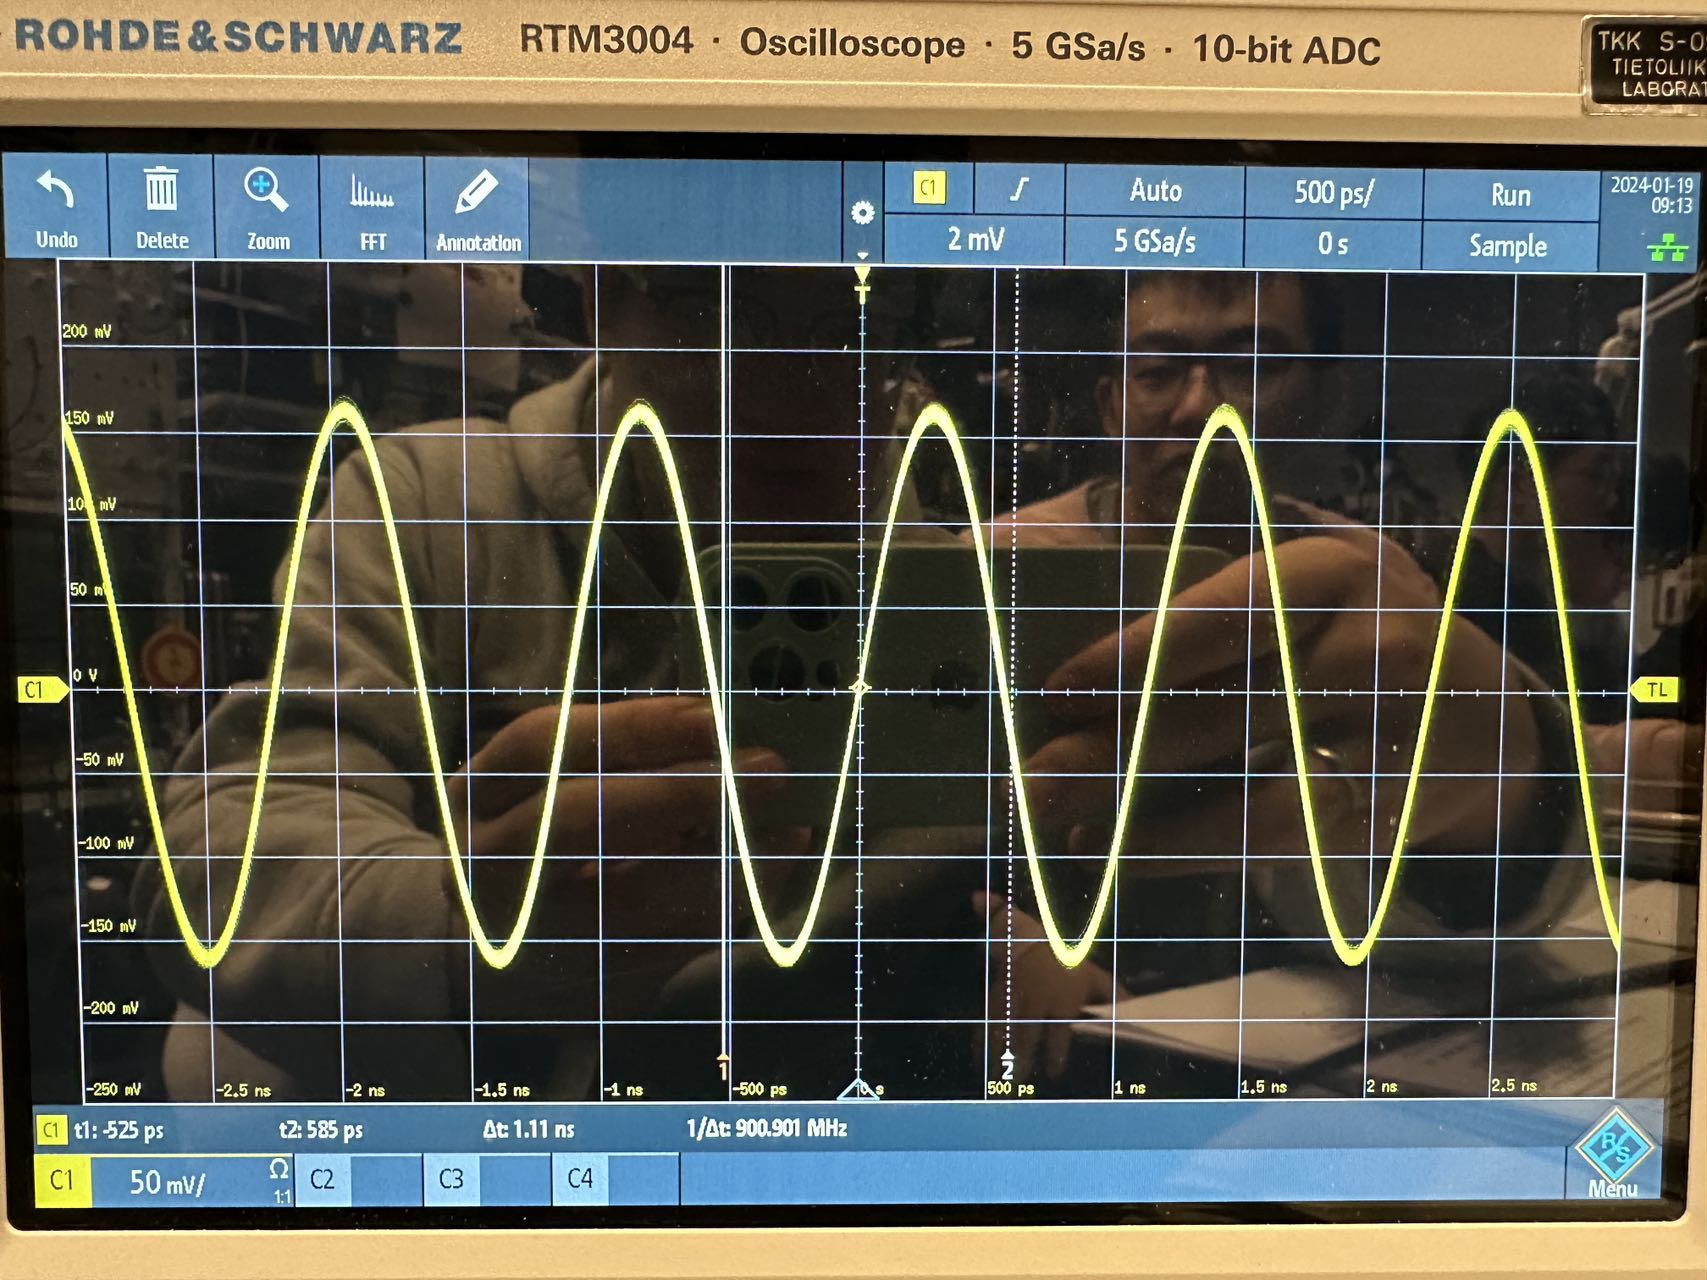 ROHDE&SCHWARZ RTM3004 · Oscilloscope · 5 GSa/s · 10-bit ADC
TKK S-0
TIETOLIIK
LABORAT
Undo Delete Zoom FFT Annotation
C1 Auto 500 ps/ Run
2 mV 5 GSa/s 0 s Sample
2024-01-19
09:13
T
200 mV
150 mV
100 mV
50 mV
C1 0 V TL
-50 mV
-100 mV
-150 mV
-200 mV
1 2
-250 mV -2.5 ns -2 ns -1.5 ns -1 ns -500 ps 0 s 500 ps 1 ns 1.5 ns 2 ns 2.5 ns
C1 t1: -525 ps t2: 585 ps Δt: 1.11 ns 1/Δt: 900.901 MHz
C1 50 mV/ Ω 1:1 C2 C3 C4
R/S
Menu